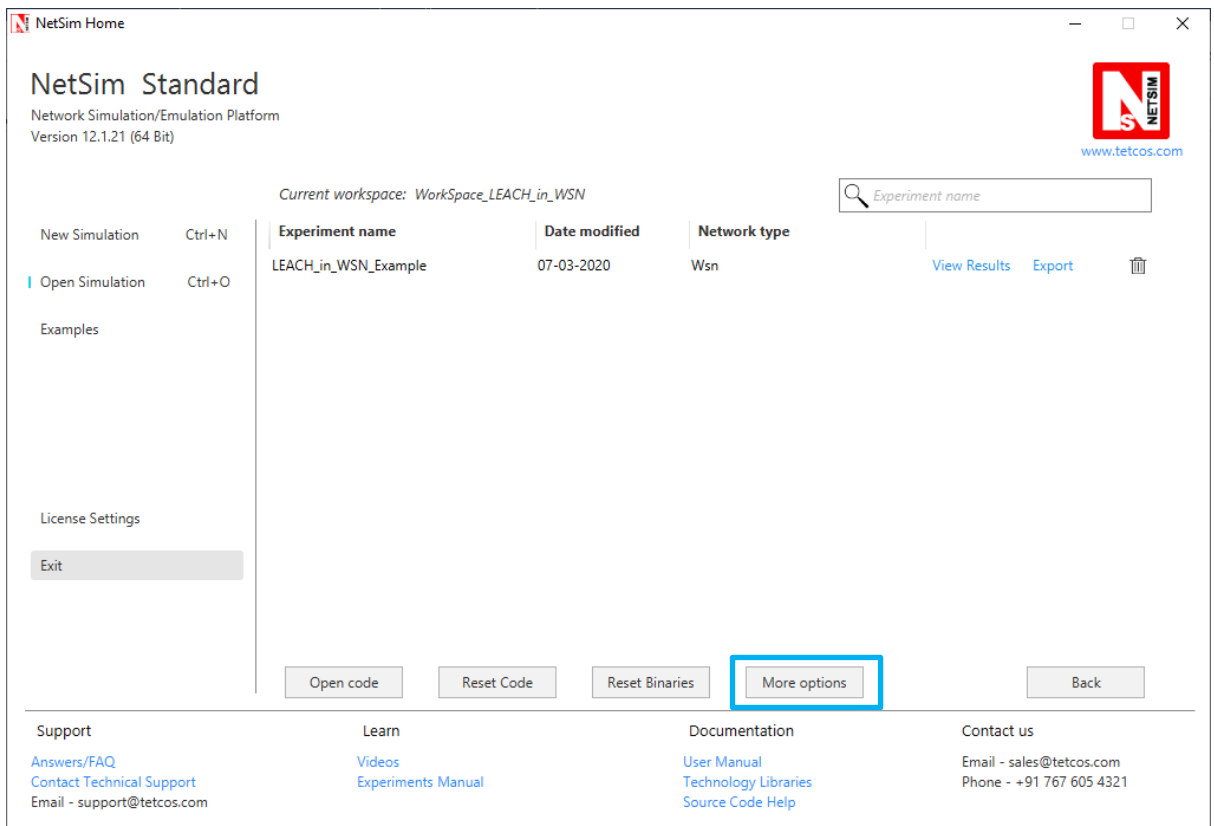 NetSim Home
NetSim Standard
Network Simulation/Emulation Platform
Version 12.1.21 (64 Bit)
N
S
NETSIM
www.tetcos.com
Current workspace: WorkSpace_LEACH_in_WSN
Experiment name
New Simulation Ctrl+N
Open Simulation Ctrl+O
Examples
License Settings
Exit
Experiment name Date modified Network type
LEACH_in_WSN_Example 07-03-2020 Wsn View Results Export
Open code Reset Code Reset Binaries More options Back
Support
Answers/FAQ
Contact Technical Support
Email - support@tetcos.com
Learn
Videos
Experiments Manual
Documentation
User Manual
Technology Libraries
Source Code Help
Contact us
Email - sales@tetcos.com
Phone - +91 767 605 4321